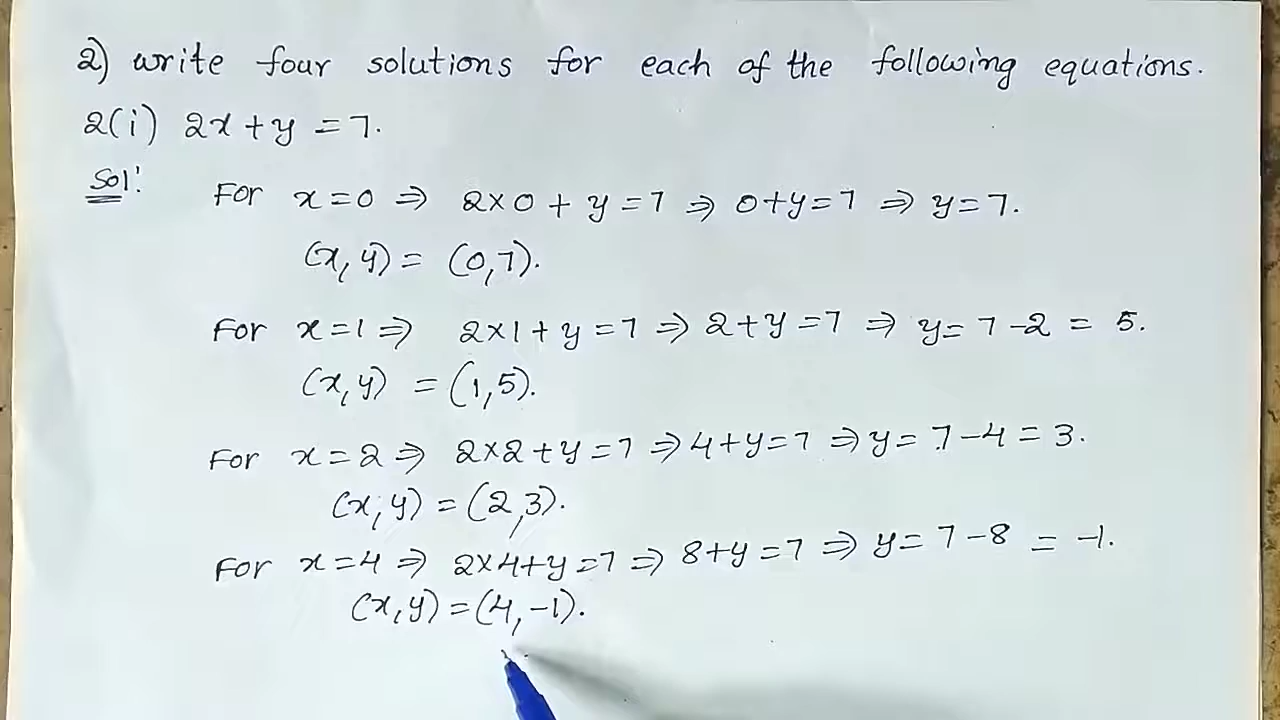 2) write four solutions for each of the following equations.
2(i) 2x + y = 7.
Sol: For x = 0 ⇒ 2×0 + y = 7 ⇒ 0+y = 7 ⇒ y = 7.
(x, y) = (0,7).
For x = 1 ⇒ 2×1 + y = 7 ⇒ 2 + y = 7 ⇒ y = 7 - 2 = 5.
(x, y) = (1,5).
For x = 2 ⇒ 2×2 + y = 7 ⇒ 4 + y = 7 ⇒ y = 7 - 4 = 3.
(x, y) = (2,3).
For x = 4 ⇒ 2×4 + y = 7 ⇒ 8 + y = 7 ⇒ y = 7 - 8 = -1.
(x, y) = (4, -1).